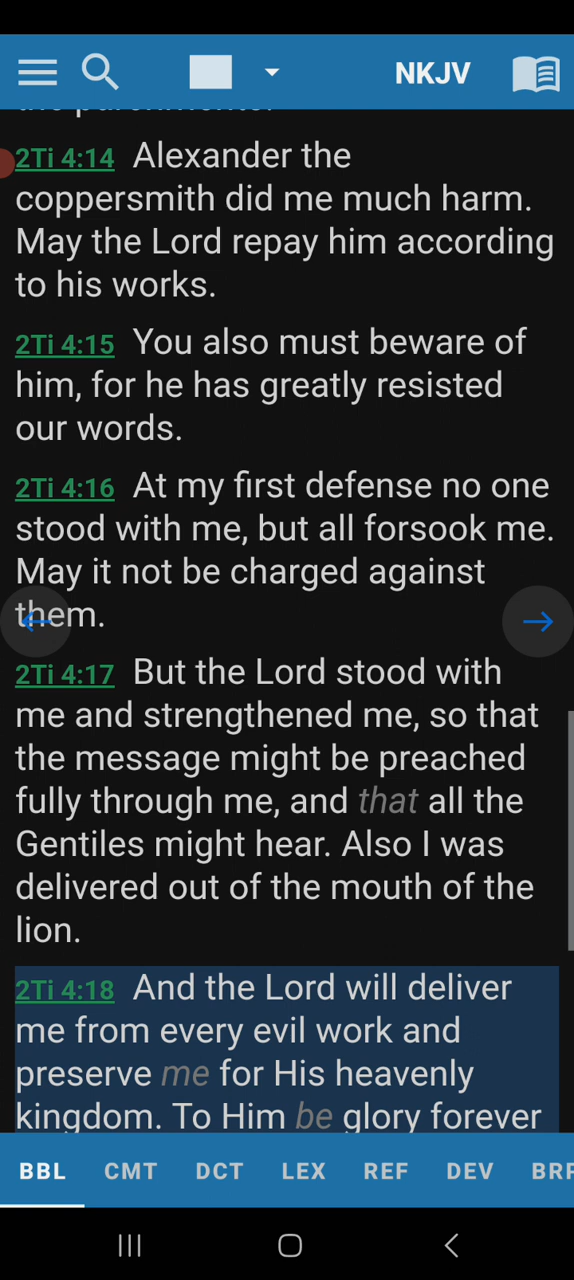 NKJV
2Ti 4:14 Alexander the
coppersmith did me much harm.
May the Lord repay him according
to his works.
2Ti 4:15 You also must beware of
him, for he has greatly resisted
our words.
2Ti 4:16 At my first defense no one
stood with me, but all forsook me.
May it not be charged against
them.
2Ti 4:17 But the Lord stood with
me and strengthened me, so that
the message might be preached
fully through me, and that all the
Gentiles might hear. Also I was
delivered out of the mouth of the
lion.
2Ti 4:18 And the Lord will deliver
me from every evil work and
preserve me for His heavenly
kingdom. To Him be glory forever
BBL CMT DCT LEX REF DEV BRP